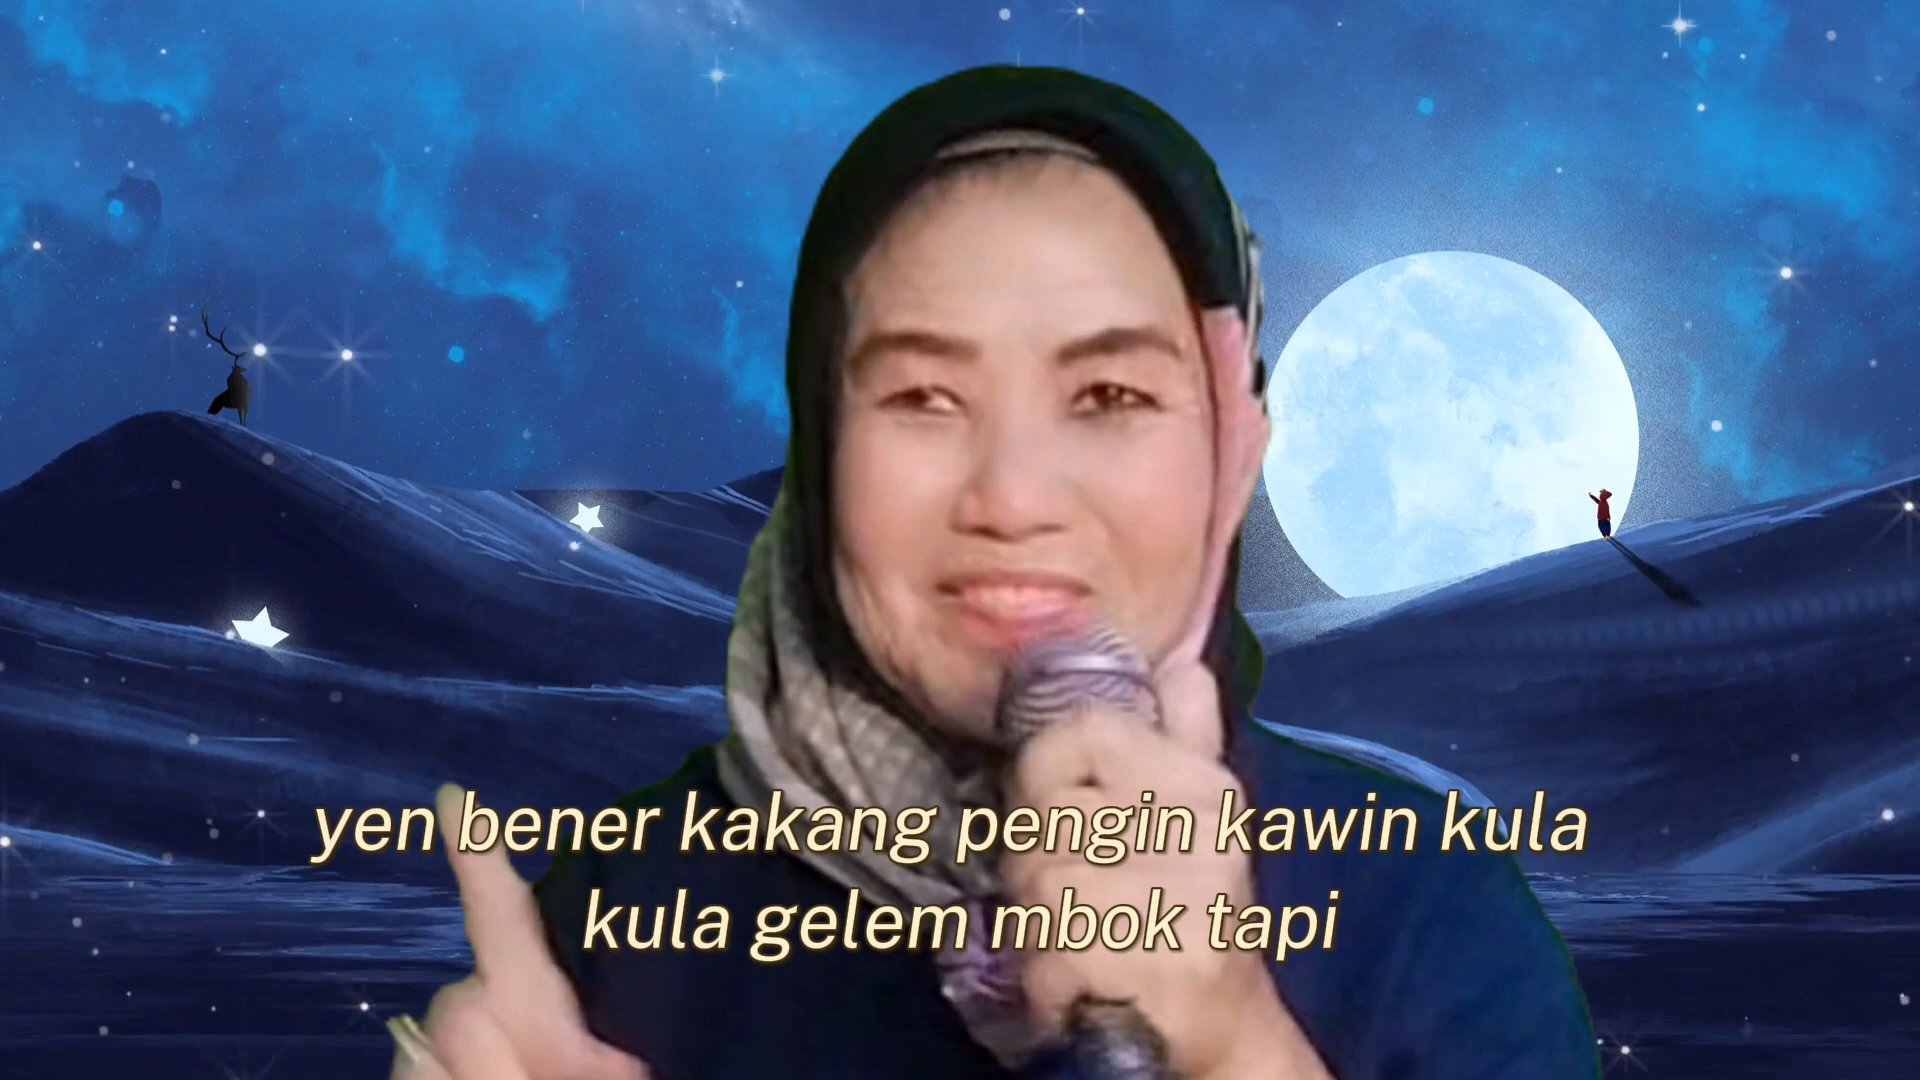 yen bener kakang pengin kawin kula
kula gelem mbok tapi